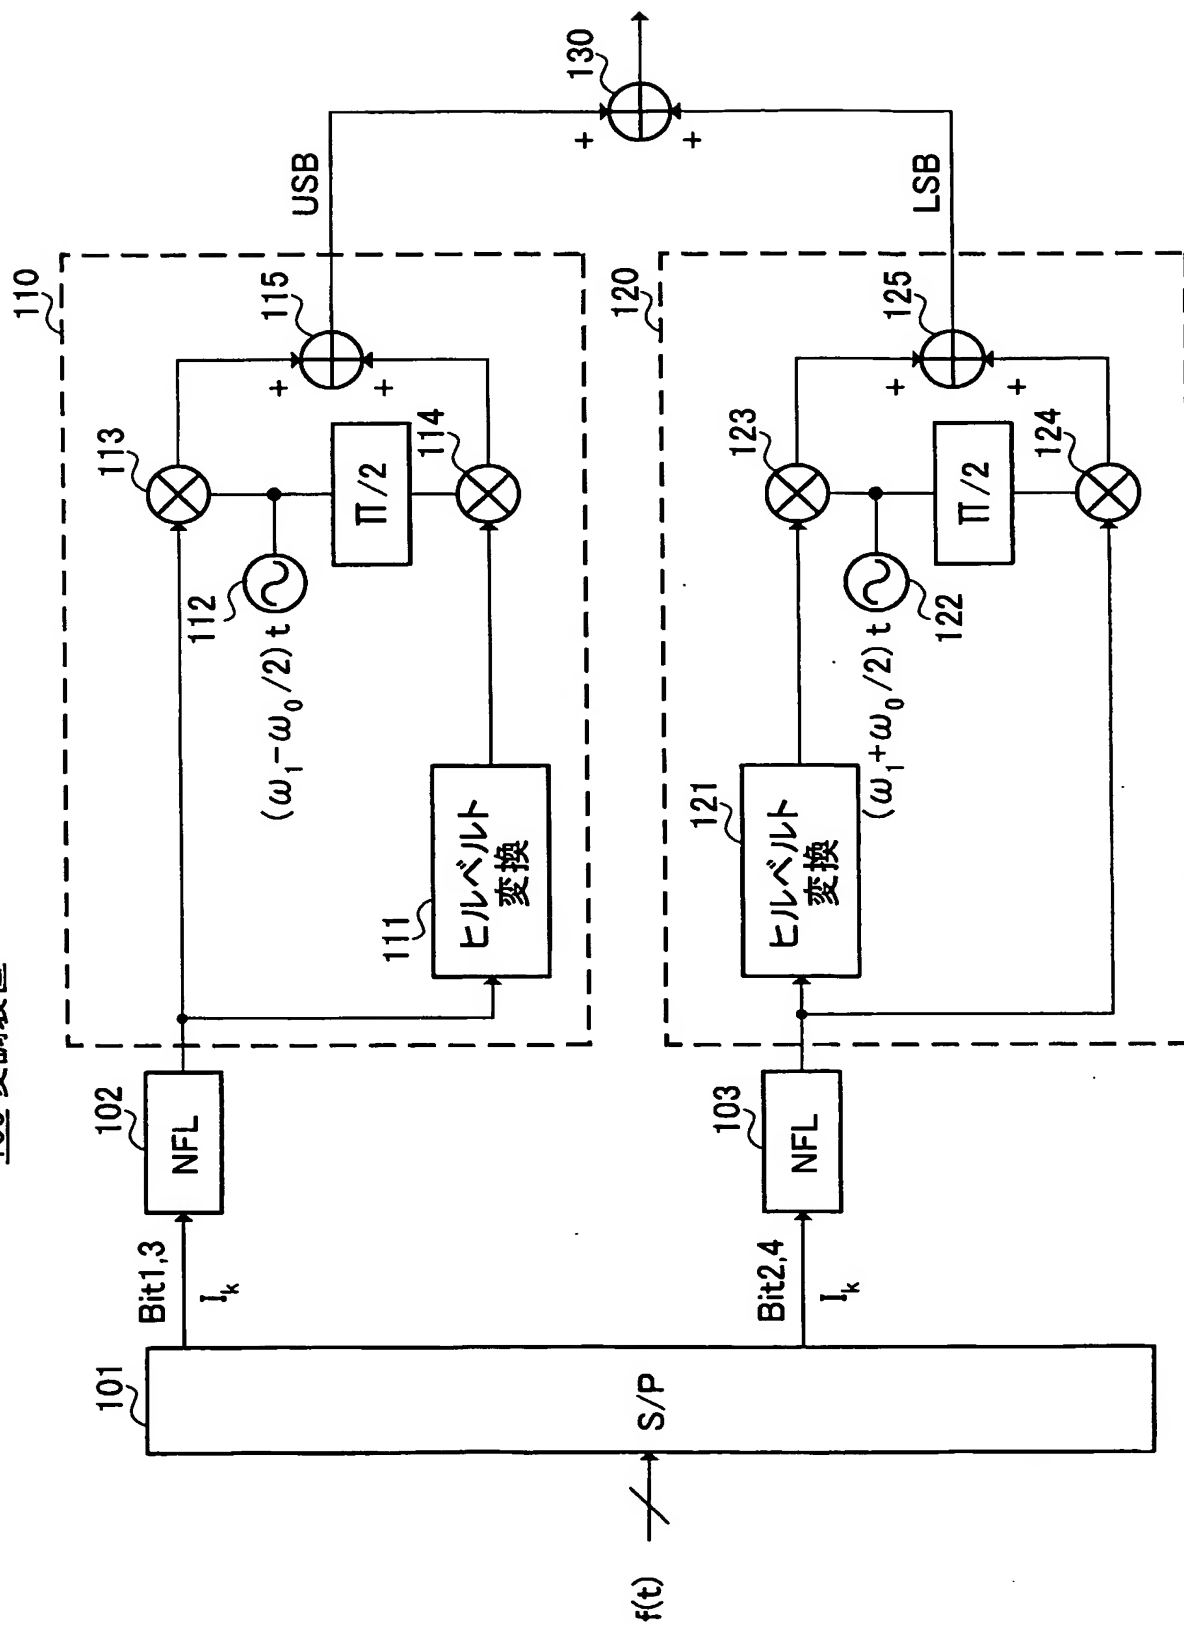 f(t)
101
S/P
Bit1,3
I_k
Bit2,4
I_k
102
NFL
103
NFL
110
111
ヒルベルト
変換
112
(ω₁−ω₀/2) t
113
Π/2
114
115
+
+
USB
120
121
ヒルベルト
変換
(ω₁+ω₀/2) t
122
123
Π/2
124
125
+
+
LSB
130
+
+